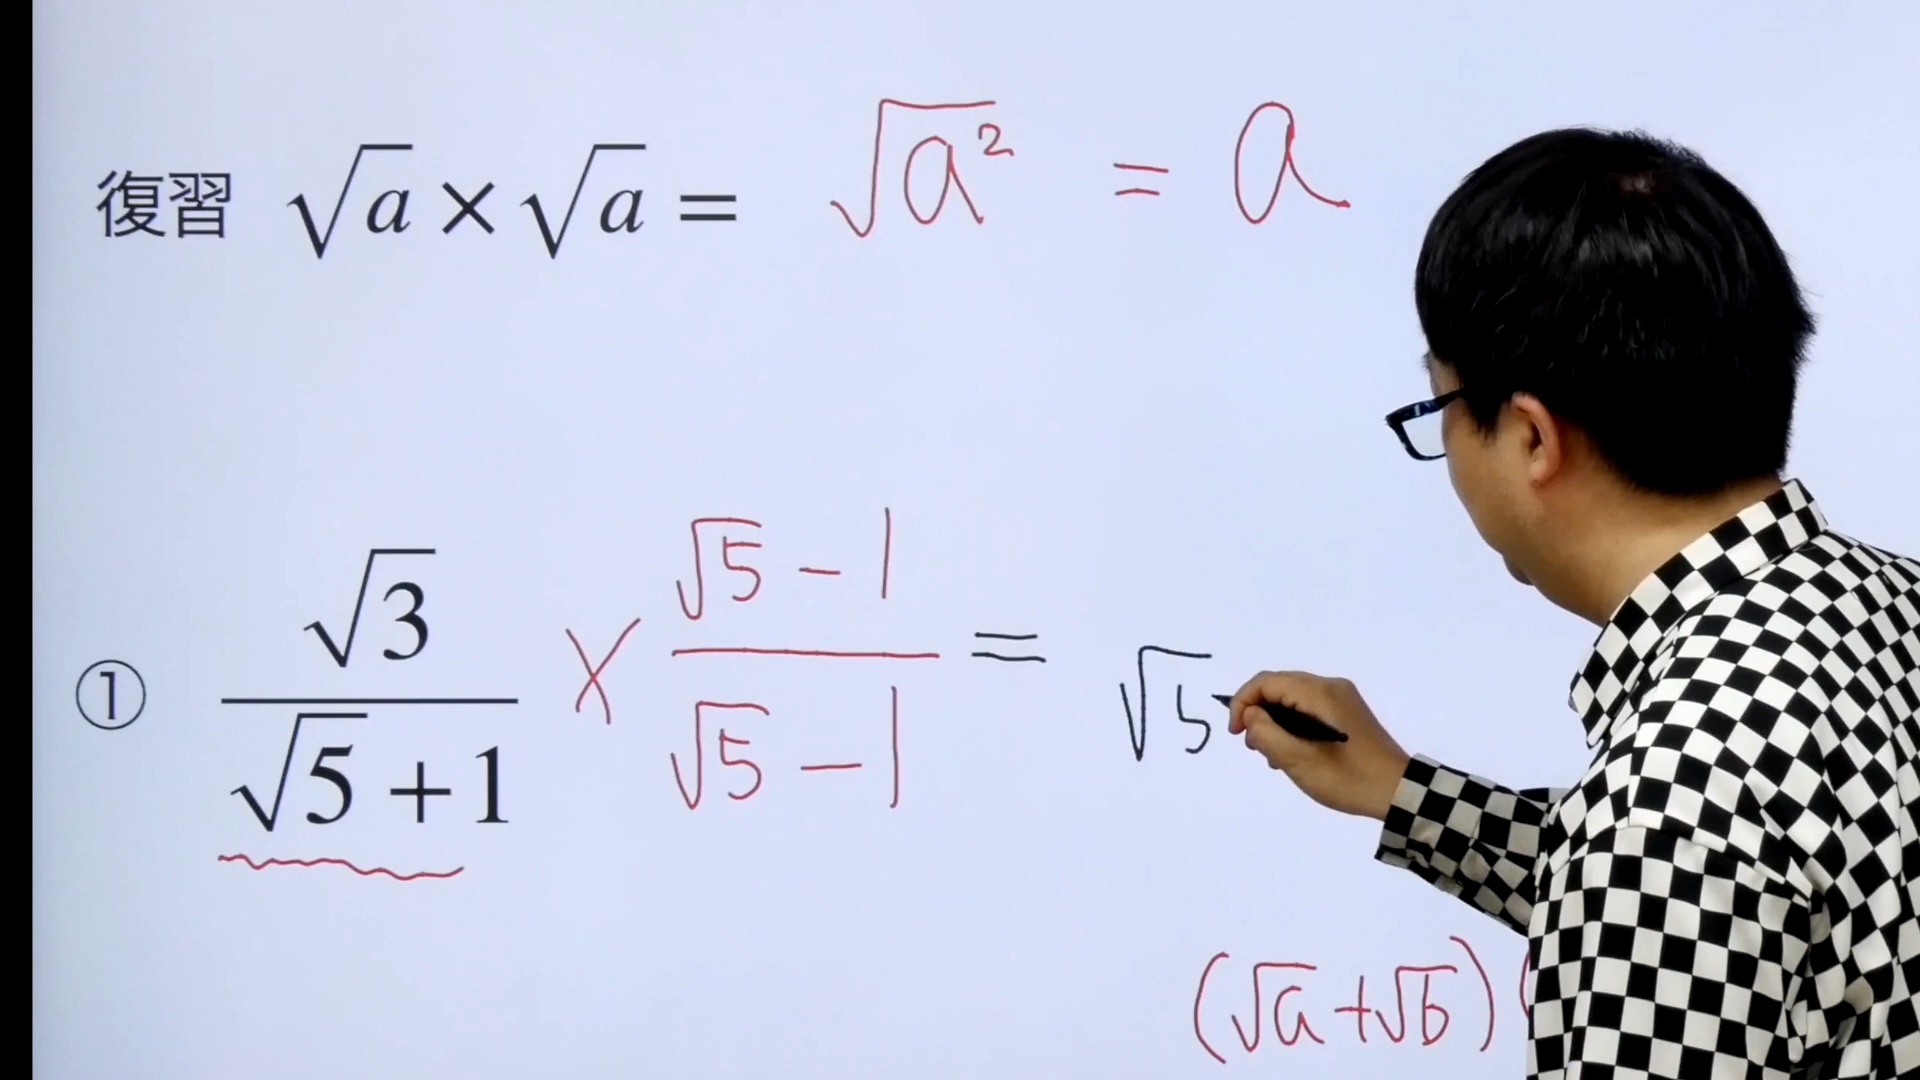 復習 √a × √a = √a² = a
① √3/(√5+1) × (√5-1)/(√5-1) = √5
(√a+√b)(